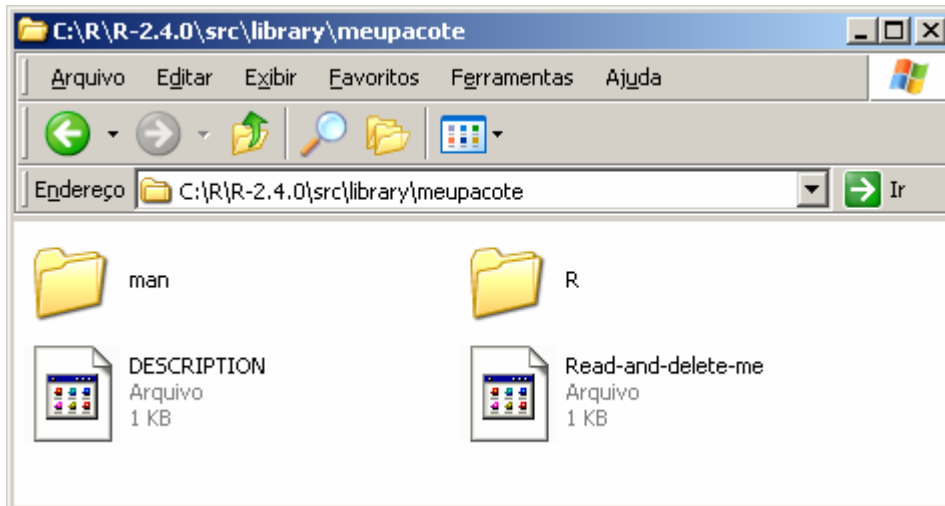 C:\R\R-2.4.0\src\library\meupacote
Arquivo Editar Exibir Favoritos Ferramentas Ajuda
Endereço C:\R\R-2.4.0\src\library\meupacote Ir
man R
DESCRIPTION Read-and-delete-me
Arquivo Arquivo
1 KB 1 KB